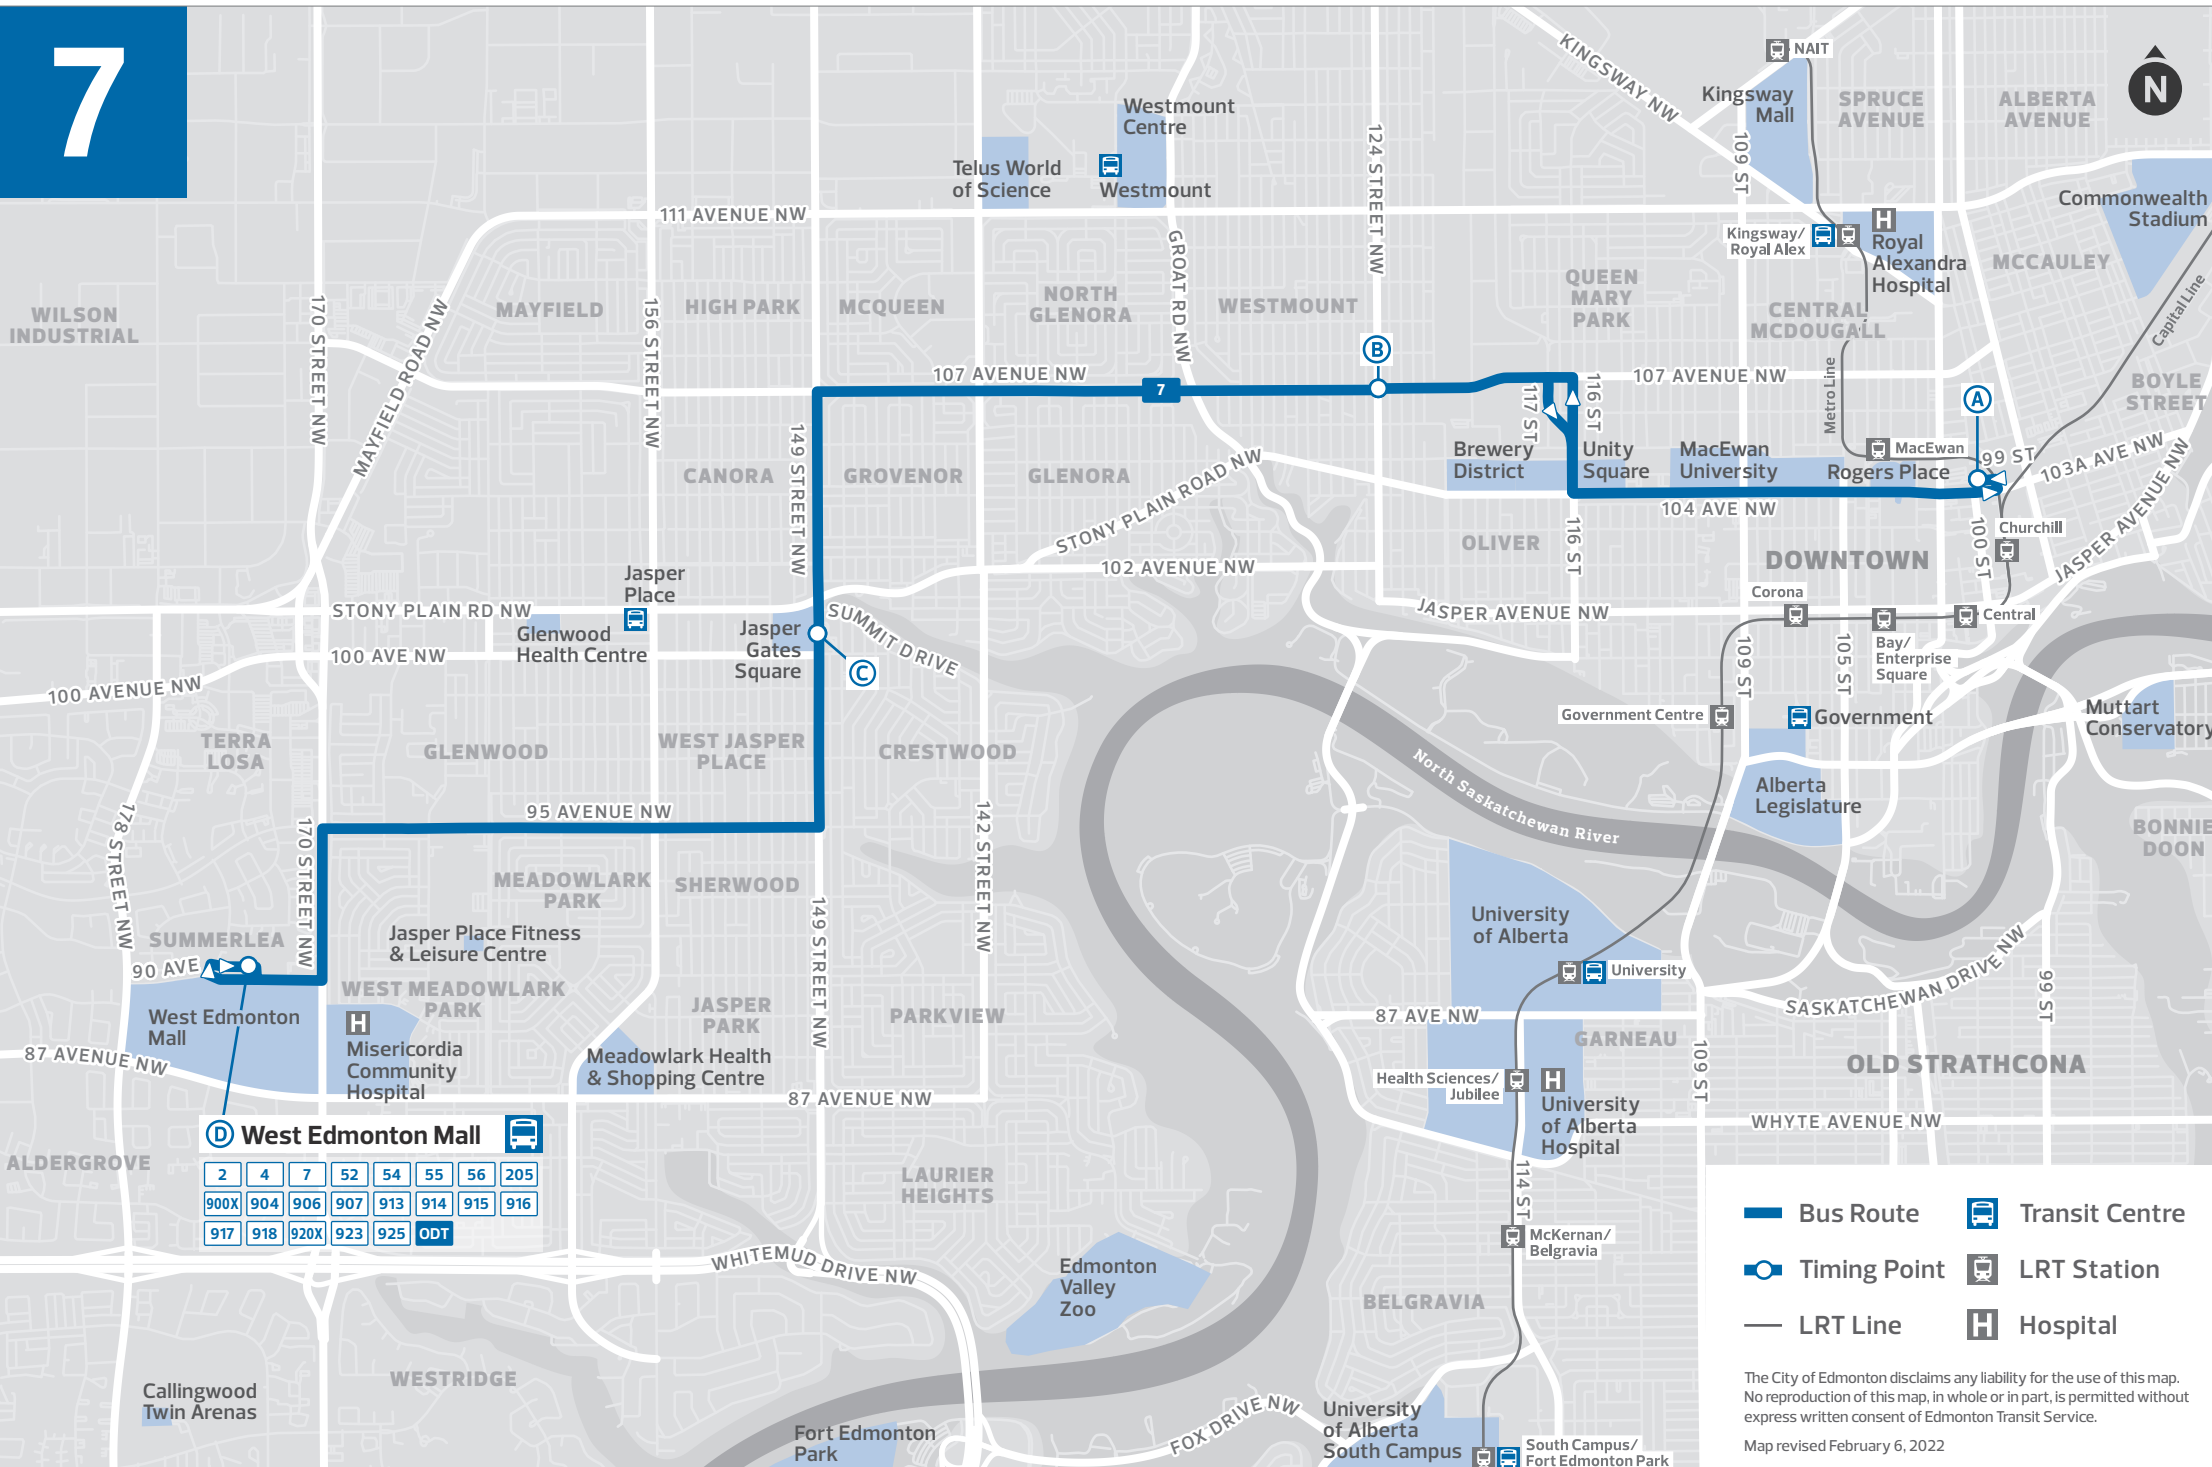 7
N
NAIT
KINGSWAY NW
Kingsway
Mall
SPRUCE
AVENUE
ALBERTA
AVENUE
Westmount
Centre
Telus World
of Science
Westmount
124 STREET NW
109 ST
Commonwealth
Stadium
111 AVENUE NW
GROAT RD NW
Kingsway/
Royal Alex
H
Royal
Alexandra
Hospital
MCCAULEY
Capital Line
WILSON
INDUSTRIAL
170 STREET NW
MAYFIELD ROAD NW
MAYFIELD
156 STREET NW
HIGH PARK
MCQUEEN
NORTH
GLENORA
WESTMOUNT
QUEEN
MARY
PARK
CENTRAL
MCDOUGALL
B
107 AVENUE NW
7
117 ST
116 ST
107 AVENUE NW
Metro Line
A
BOYLE
STREET
149 STREET NW
CANORA
GROVENOR
GLENORA
STONY PLAIN ROAD NW
Brewery
District
Unity
Square
MacEwan
University
MacEwan
Rogers Place
99 ST
103A AVE NW
104 AVE NW
116 ST
OLIVER
DOWNTOWN
100 ST
Churchill
JASPER AVENUE NW
102 AVENUE NW
Jasper
Place
STONY PLAIN RD NW
Glenwood
Health Centre
Jasper
Gates
Square
SUMMIT DRIVE
C
JASPER AVENUE NW
Corona
Central
Bay/
Enterprise
Square
109 ST
105 ST
100 AVE NW
100 AVENUE NW
Government Centre
Government
Muttart
Conservatory
TERRA
LOSA
GLENWOOD
WEST JASPER
PLACE
CRESTWOOD
North Saskatchewan River
Alberta
Legislature
BONNIE
DOON
178 STREET NW
170 STREET NW
95 AVENUE NW
142 STREET NW
MEADOWLARK
PARK
SHERWOOD
149 STREET NW
University
of Alberta
University
SUMMERLEA
90 AVE
Jasper Place Fitness
& Leisure Centre
WEST MEADOWLARK
PARK
JASPER
PARK
PARKVIEW
SASKATCHEWAN DRIVE NW
99 ST
West Edmonton
Mall
H
Misericordia
Community
Hospital
87 AVENUE NW
Meadowlark Health
& Shopping Centre
87 AVENUE NW
87 AVE NW
GARNEAU
109 ST
OLD STRATHCONA
Health Sciences/
Jubilee
H
University
of Alberta
Hospital
WHYTE AVENUE NW
D West Edmonton Mall
2 4 7 52 54 55 56 205
900X 904 906 907 913 914 915 916
917 918 920X 923 925 ODT
ALDERGROVE
LAURIER
HEIGHTS
114 ST
McKernan/
Belgravia
WHITEMUD DRIVE NW
Edmonton
Valley
Zoo
BELGRAVIA
WESTRIDGE
Callingwood
Twin Arenas
Fort Edmonton
Park
FOX DRIVE NW
University
of Alberta
South Campus
South Campus/
Fort Edmonton Park
Bus Route
Transit Centre
Timing Point
LRT Station
LRT Line
H Hospital
The City of Edmonton disclaims any liability for the use of this map.
No reproduction of this map, in whole or in part, is permitted without
express written consent of Edmonton Transit Service.
Map revised February 6, 2022